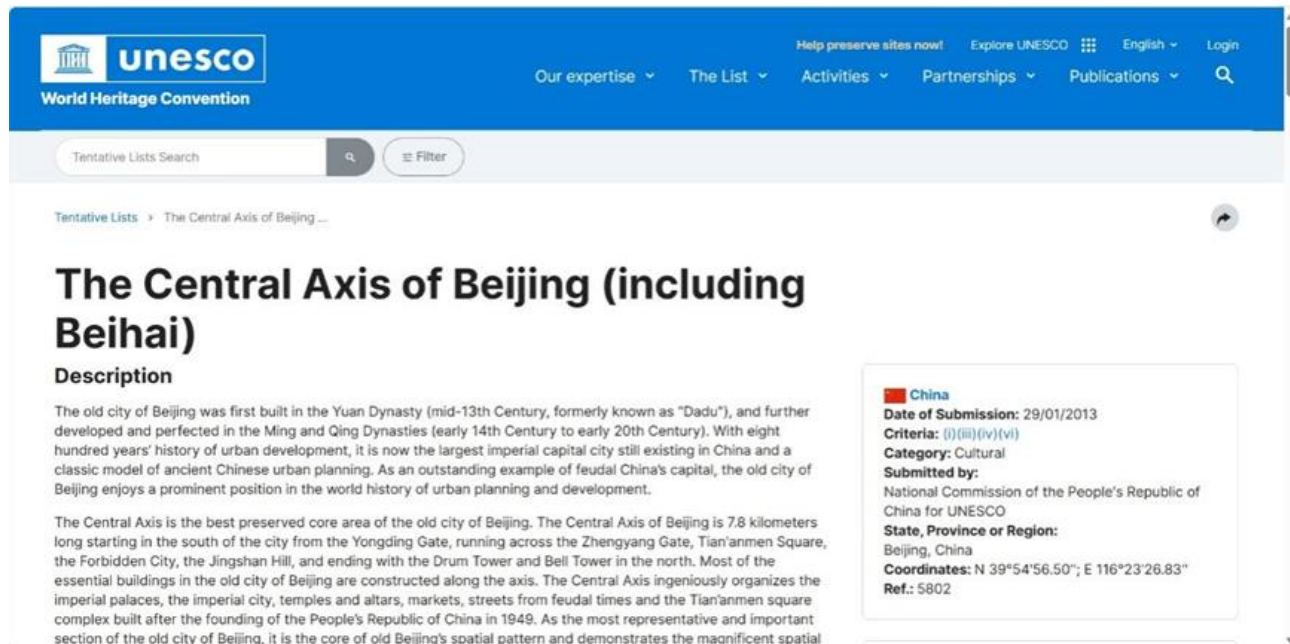 unesco
World Heritage Convention
Help preserve sites now! Explore UNESCO English Login
Our expertise The List Activities Partnerships Publications
Tentative Lists Search Filter
Tentative Lists > The Central Axis of Beijing ...
The Central Axis of Beijing (including
Beihai)
Description
The old city of Beijing was first built in the Yuan Dynasty (mid-13th Century, formerly known as "Dadu"), and further
developed and perfected in the Ming and Qing Dynasties (early 14th Century to early 20th Century). With eight
hundred years' history of urban development, it is now the largest imperial capital city still existing in China and a
classic model of ancient Chinese urban planning. As an outstanding example of feudal China's capital, the old city of
Beijing enjoys a prominent position in the world history of urban planning and development.
The Central Axis is the best preserved core area of the old city of Beijing. The Central Axis of Beijing is 7.8 kilometers
long starting in the south of the city from the Yongding Gate, running across the Zhengyang Gate, Tian'anmen Square,
the Forbidden City, the Jingshan Hill, and ending with the Drum Tower and Bell Tower in the north. Most of the
essential buildings in the old city of Beijing are constructed along the axis. The Central Axis ingeniously organizes the
imperial palaces, the imperial city, temples and altars, markets, streets from feudal times and the Tian'anmen square
complex built after the founding of the People's Republic of China in 1949. As the most representative and important
section of the old city of Beijing, it is the core of old Beijing's spatial pattern and demonstrates the magnificent spatial
China
Date of Submission: 29/01/2013
Criteria: (i)(iii)(iv)(vi)
Category: Cultural
Submitted by:
National Commission of the People's Republic of
China for UNESCO
State, Province or Region:
Beijing, China
Coordinates: N 39°54'56.50"; E 116°23'26.83"
Ref.: 5802